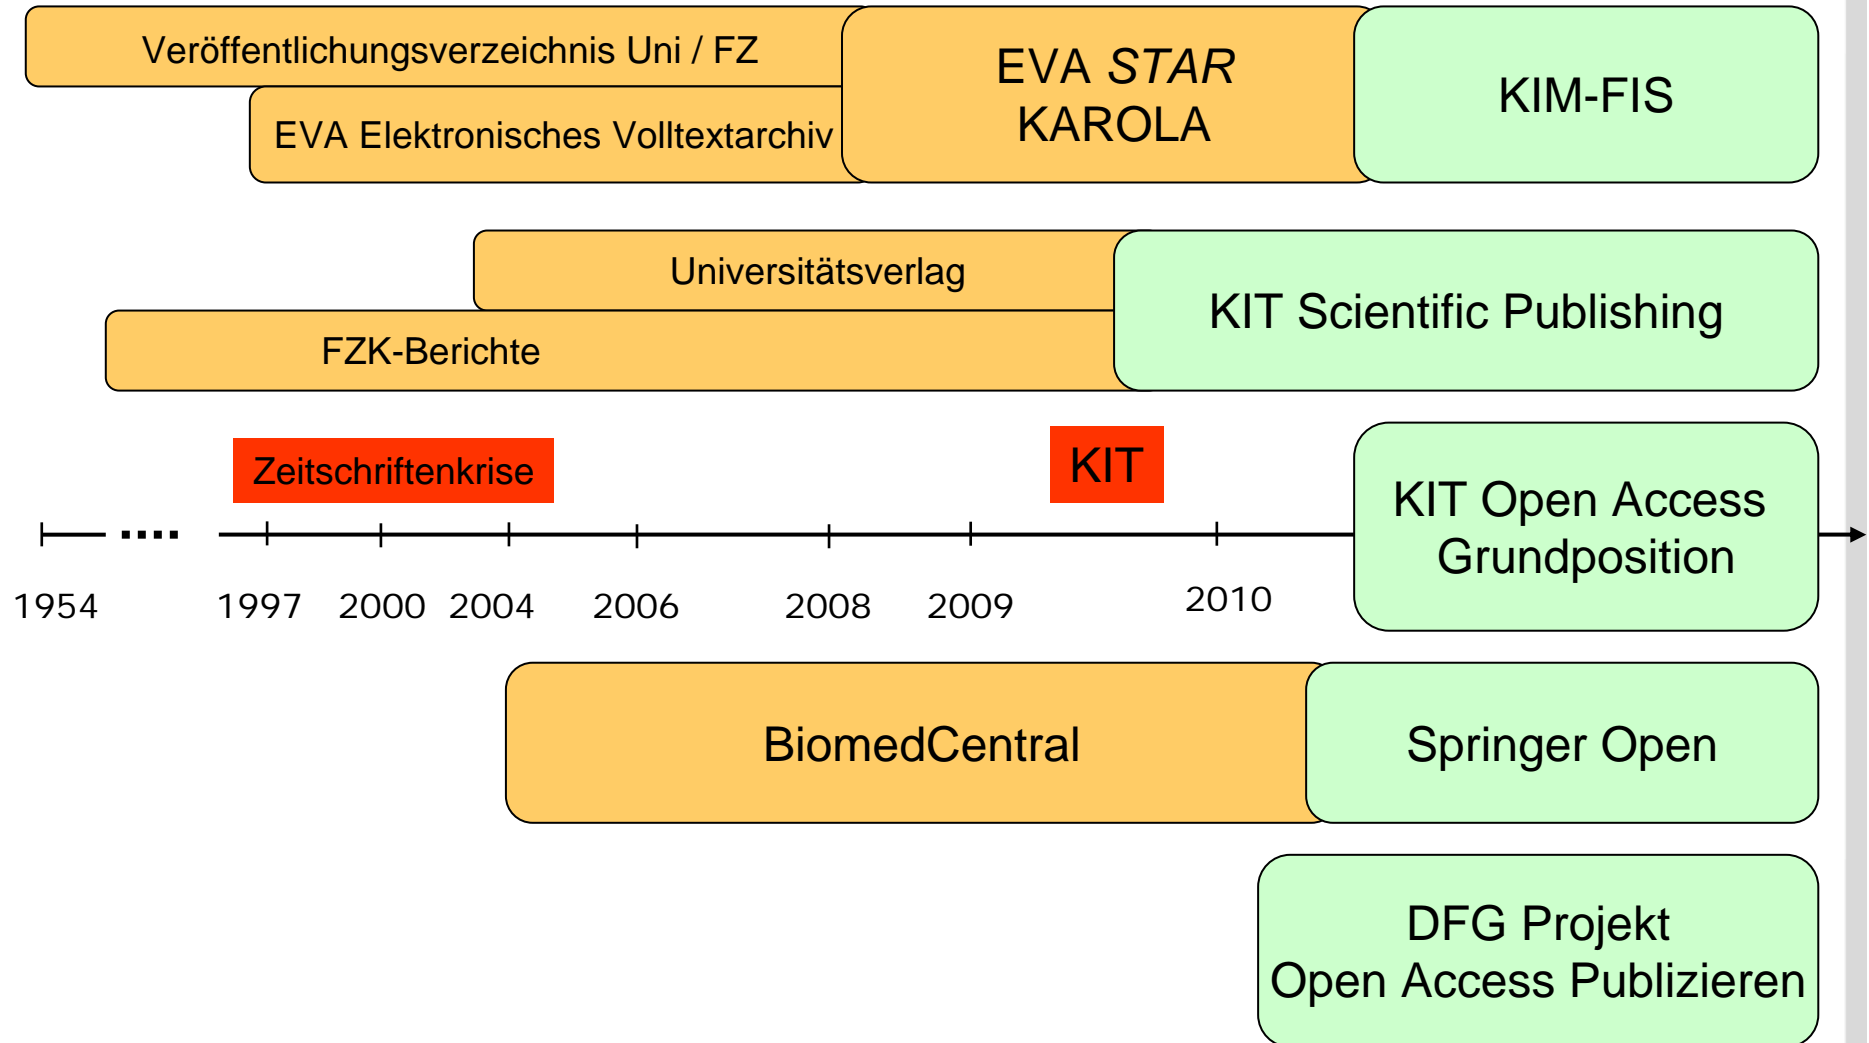 Veröffentlichungsverzeichnis Uni / FZ
EVA Elektronisches Volltextarchiv
EVA STAR
KAROLA
KIM-FIS
Universitätsverlag
FZK-Berichte
KIT Scientific Publishing
Zeitschriftenkrise
KIT
KIT Open Access
Grundposition
1954
1997
2000
2004
2006
2008
2009
2010
BiomedCentral
Springer Open
DFG Projekt
Open Access Publizieren